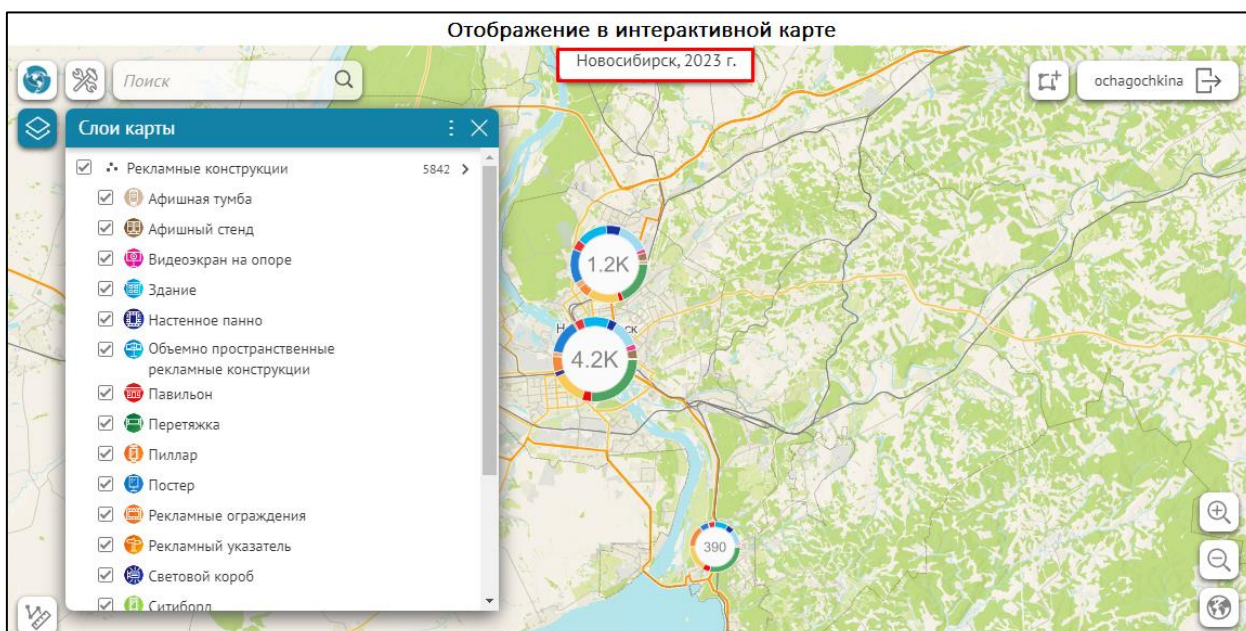 Отображение в интерактивной карте
Новосибирск, 2023 г.
Поиск
ochagochkina
Слои карты
Рекламные конструкции 5842
Афишная тумба
Афишный стенд
Видеоэкран на опоре
Здание
Настенное панно
Объемно пространственные
рекламные конструкции
Павильон
Перетяжка
Пиллар
Постер
Рекламные ограждения
Рекламный указатель
Световой короб
Ситиборд
1.2K
4.2K
390